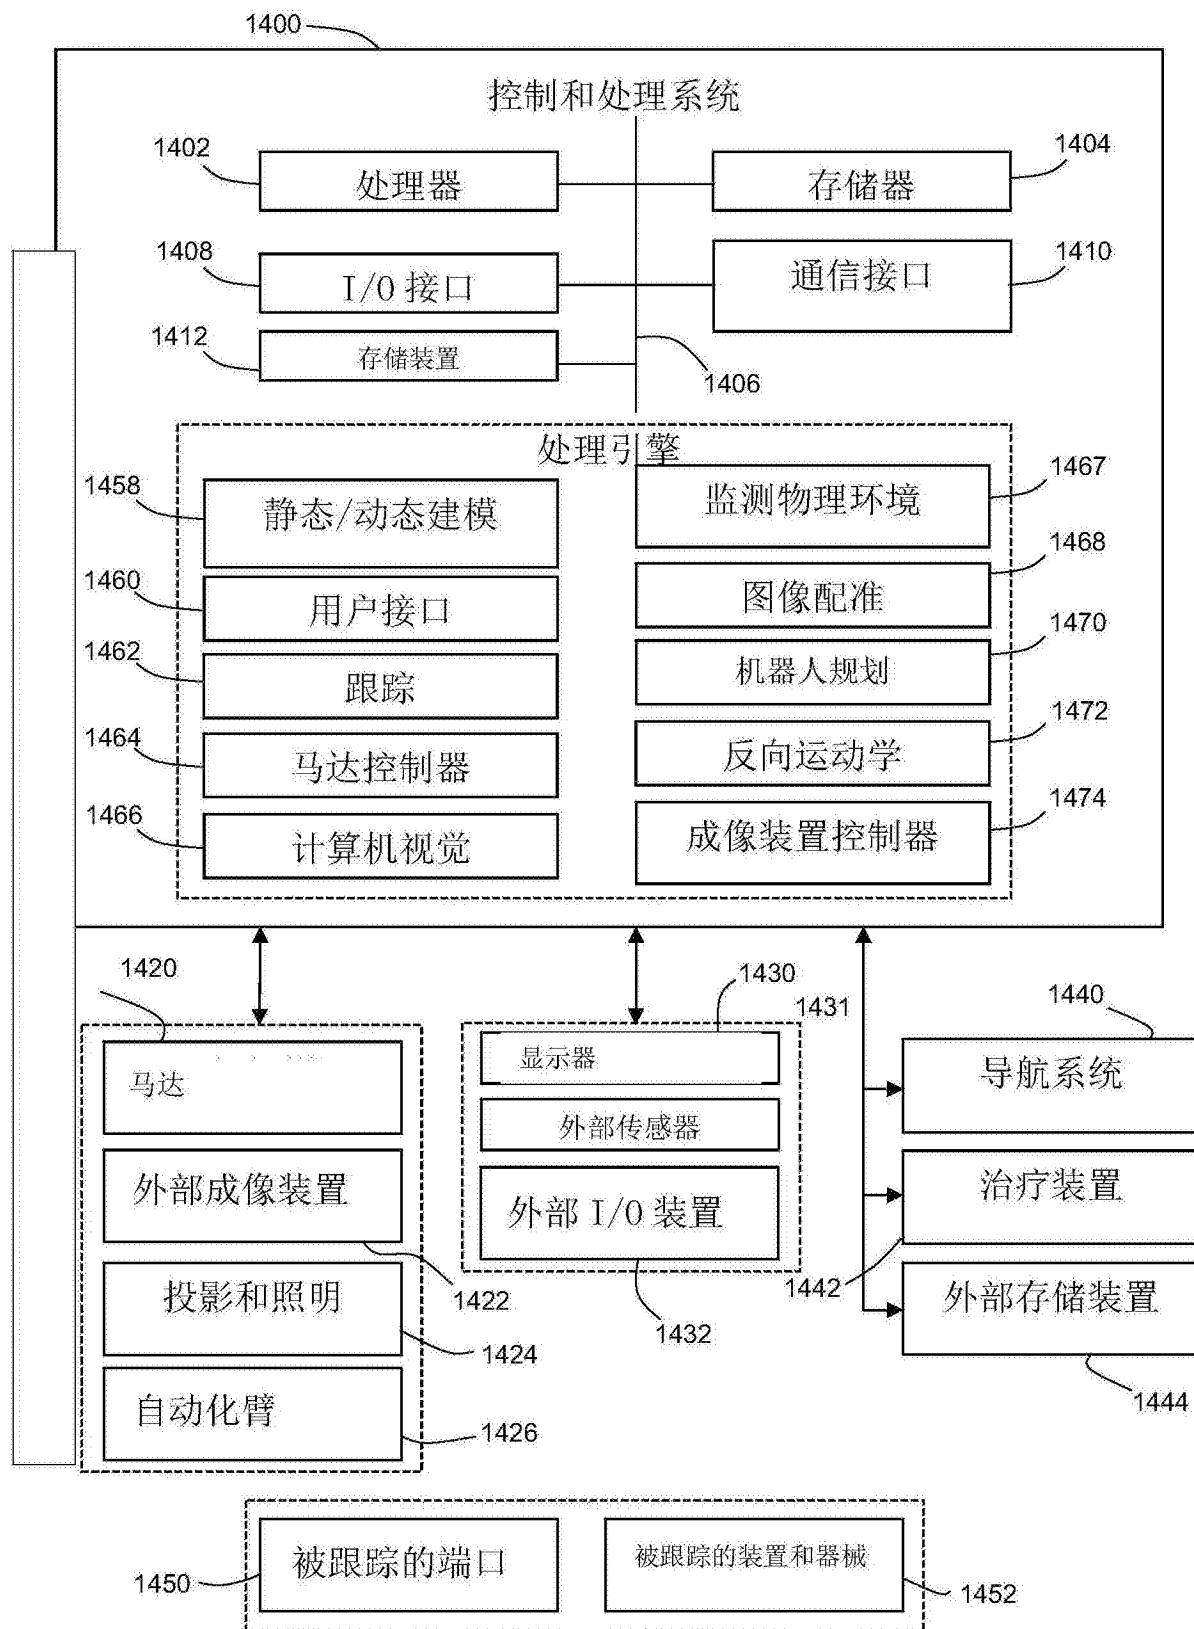 1400
控制和处理系统
1402
处理器
1404
存储器
1408
I/O 接口
1410
通信接口
1412
存储装置
1406
处理引擎
1458
静态/动态建模
1467
监测物理环境
1460
用户接口
1468
图像配准
1462
跟踪
1470
机器人规划
1464
马达控制器
1472
反向运动学
1466
计算机视觉
1474
成像装置控制器
1420
马达
外部成像装置
1422
投影和照明
1424
自动化臂
1426
1430
显示器
外部传感器
外部 I/O 装置
1432
1431
1440
导航系统
治疗装置
1442
外部存储装置
1444
1450
被跟踪的端口
被跟踪的装置和器械
1452